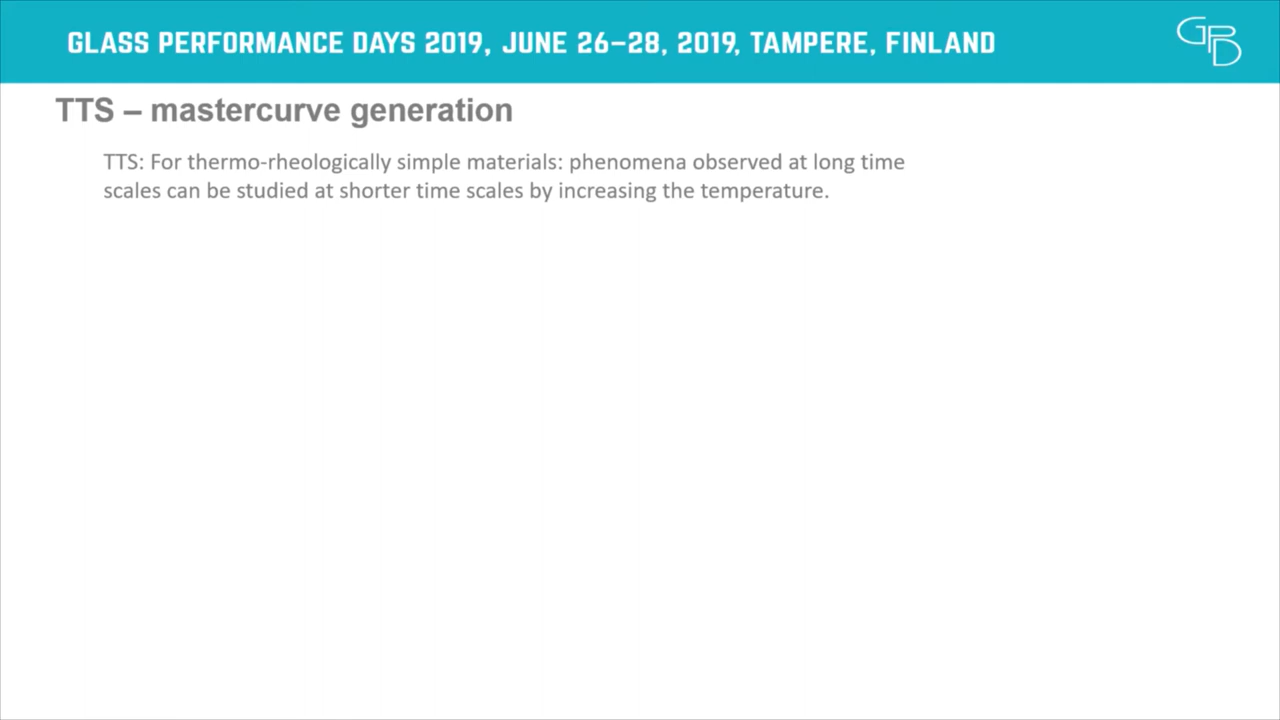 GLASS PERFORMANCE DAYS 2019, JUNE 26–28, 2019, TAMPERE, FINLAND
GPD
TTS – mastercurve generation
TTS: For thermo-rheologically simple materials: phenomena observed at long time
scales can be studied at shorter time scales by increasing the temperature.